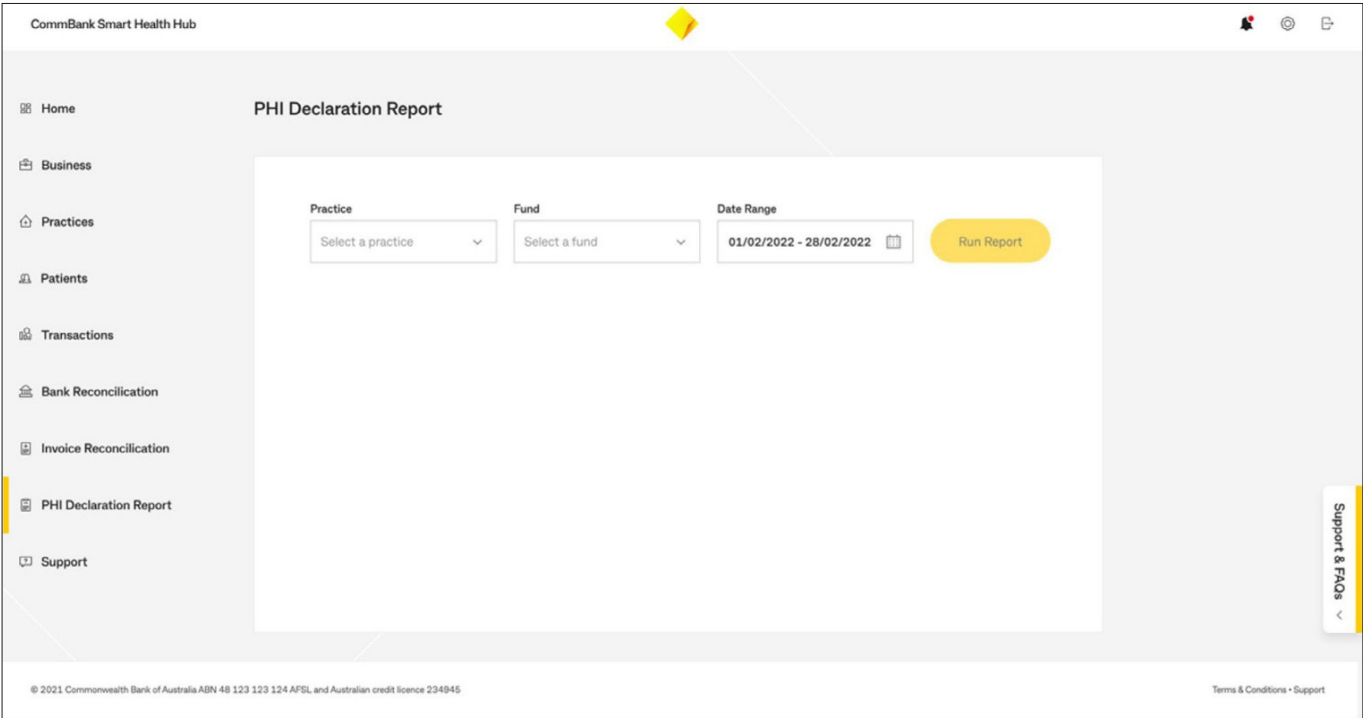 CommBank Smart Health Hub
Home
Business
Practices
Patients
Transactions
Bank Reconcilication
Invoice Reconcilication
PHI Declaration Report
Support
PHI Declaration Report
Practice
Select a practice
Fund
Select a fund
Date Range
01/02/2022 - 28/02/2022
Run Report
Support & FAQs
© 2021 Commonwealth Bank of Australia ABN 48 123 123 124 AFSL and Australian credit licence 234945
Terms & Conditions • Support